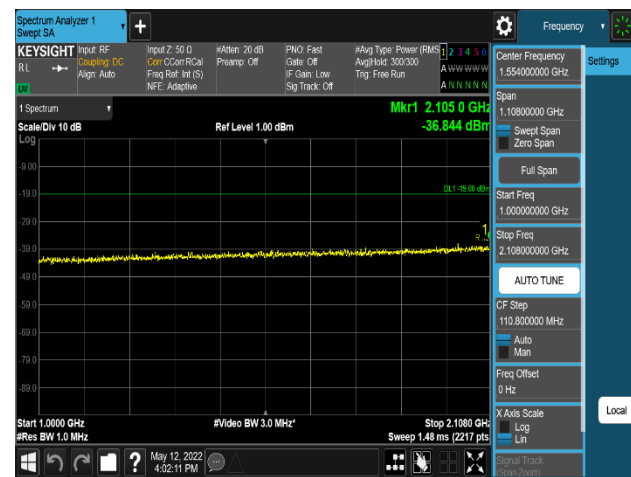 Spectrum Analyzer 1
Swept SA
Frequency
KEYSIGHT
RL
LXI
Input: RF
Coupling: DC
Align: Auto
Input Z: 50 Ω
Corr CCorr RCal
Freq Ref: Int (S)
NFE: Adaptive
#Atten: 20 dB
Preamp: Off
PNO: Fast
Gate: Off
IF Gain: Low
Sig Track: Off
#Avg Type: Power (RMS
Avg|Hold: 300/300
Trig: Free Run
1 2 3 4 5 6
A W W W W W
A N N N N N
1 Spectrum
Scale/Div 10 dB
Log
Ref Level 1.00 dBm
Mkr1 2.105 0 GHz
-36.844 dBm
-9.00
-19.0
-29.0
-39.0
-49.0
-59.0
-69.0
-79.0
-89.0
DL1 -19.00 dBm
1
Start 1.0000 GHz
#Res BW 1.0 MHz
#Video BW 3.0 MHz*
Stop 2.1080 GHz
Sweep 1.48 ms (2217 pts
May 12, 2022
4:02:11 PM
Center Frequency
1.554000000 GHz
Span
1.10800000 GHz
Swept Span
Zero Span
Full Span
Start Freq
1.000000000 GHz
Stop Freq
2.108000000 GHz
AUTO TUNE
CF Step
110.800000 MHz
Auto
Man
Freq Offset
0 Hz
X Axis Scale
Log
Lin
Signal Track
(Span Zoom)
Settings
Local